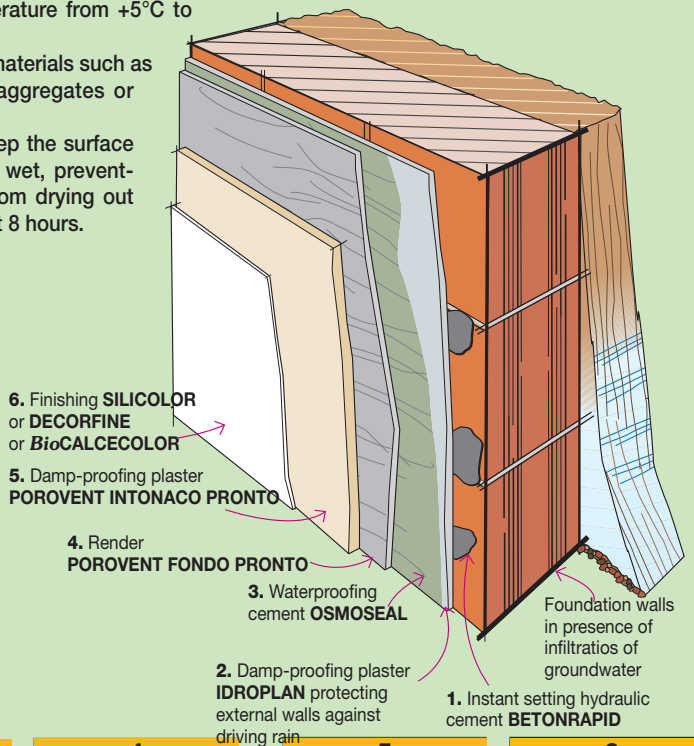 erature from +5°C to
materials such as
aggregates or
ep the surface
wet, prevent-
om drying out
t 8 hours.
6. Finishing SILICOLOR
or DECORFINE
or BioCALCECOLOR
5. Damp-proofing plaster
POROVENT INTONACO PRONTO
4. Render
POROVENT FONDO PRONTO
3. Waterproofing
cement OSMOSEAL
2. Damp-proofing plaster
IDROPLAN protecting
external walls against
driving rain
1. Instant setting hydraulic
cement BETONRAPID
Foundation walls
in presence of
infiltratios of
groundwater